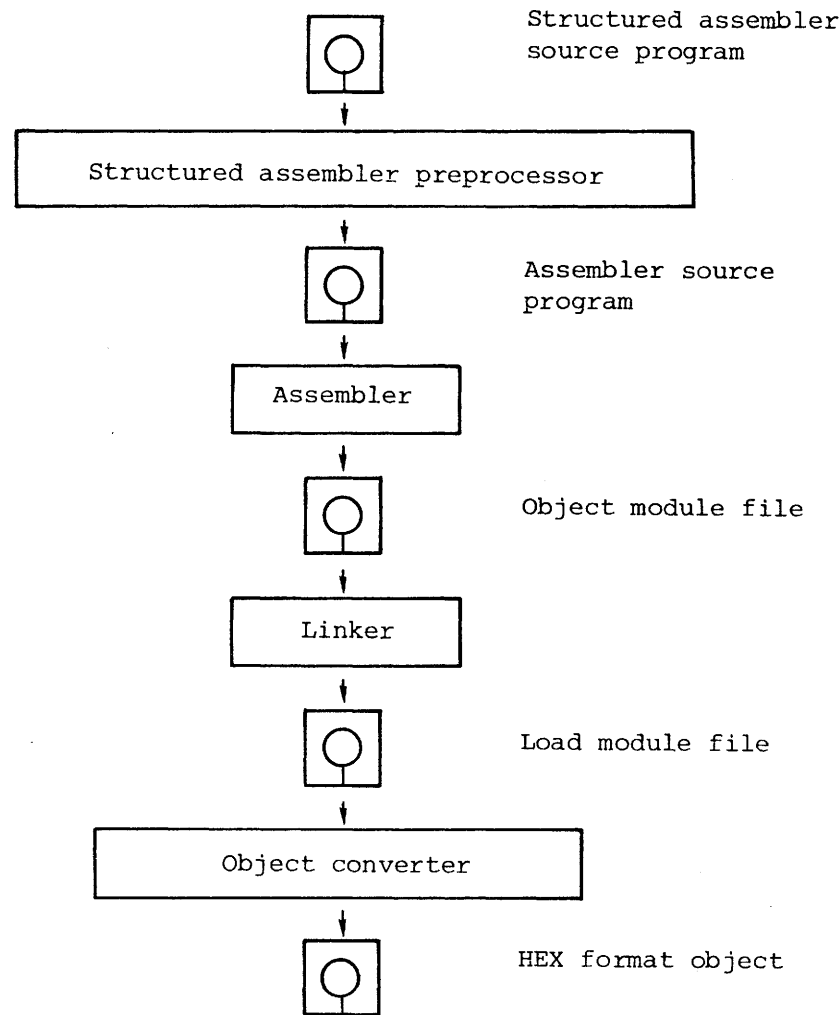 Structured assembler
source program
Structured assembler preprocessor
Assembler source
program
Assembler
Object module file
Linker
Load module file
Object converter
HEX format object